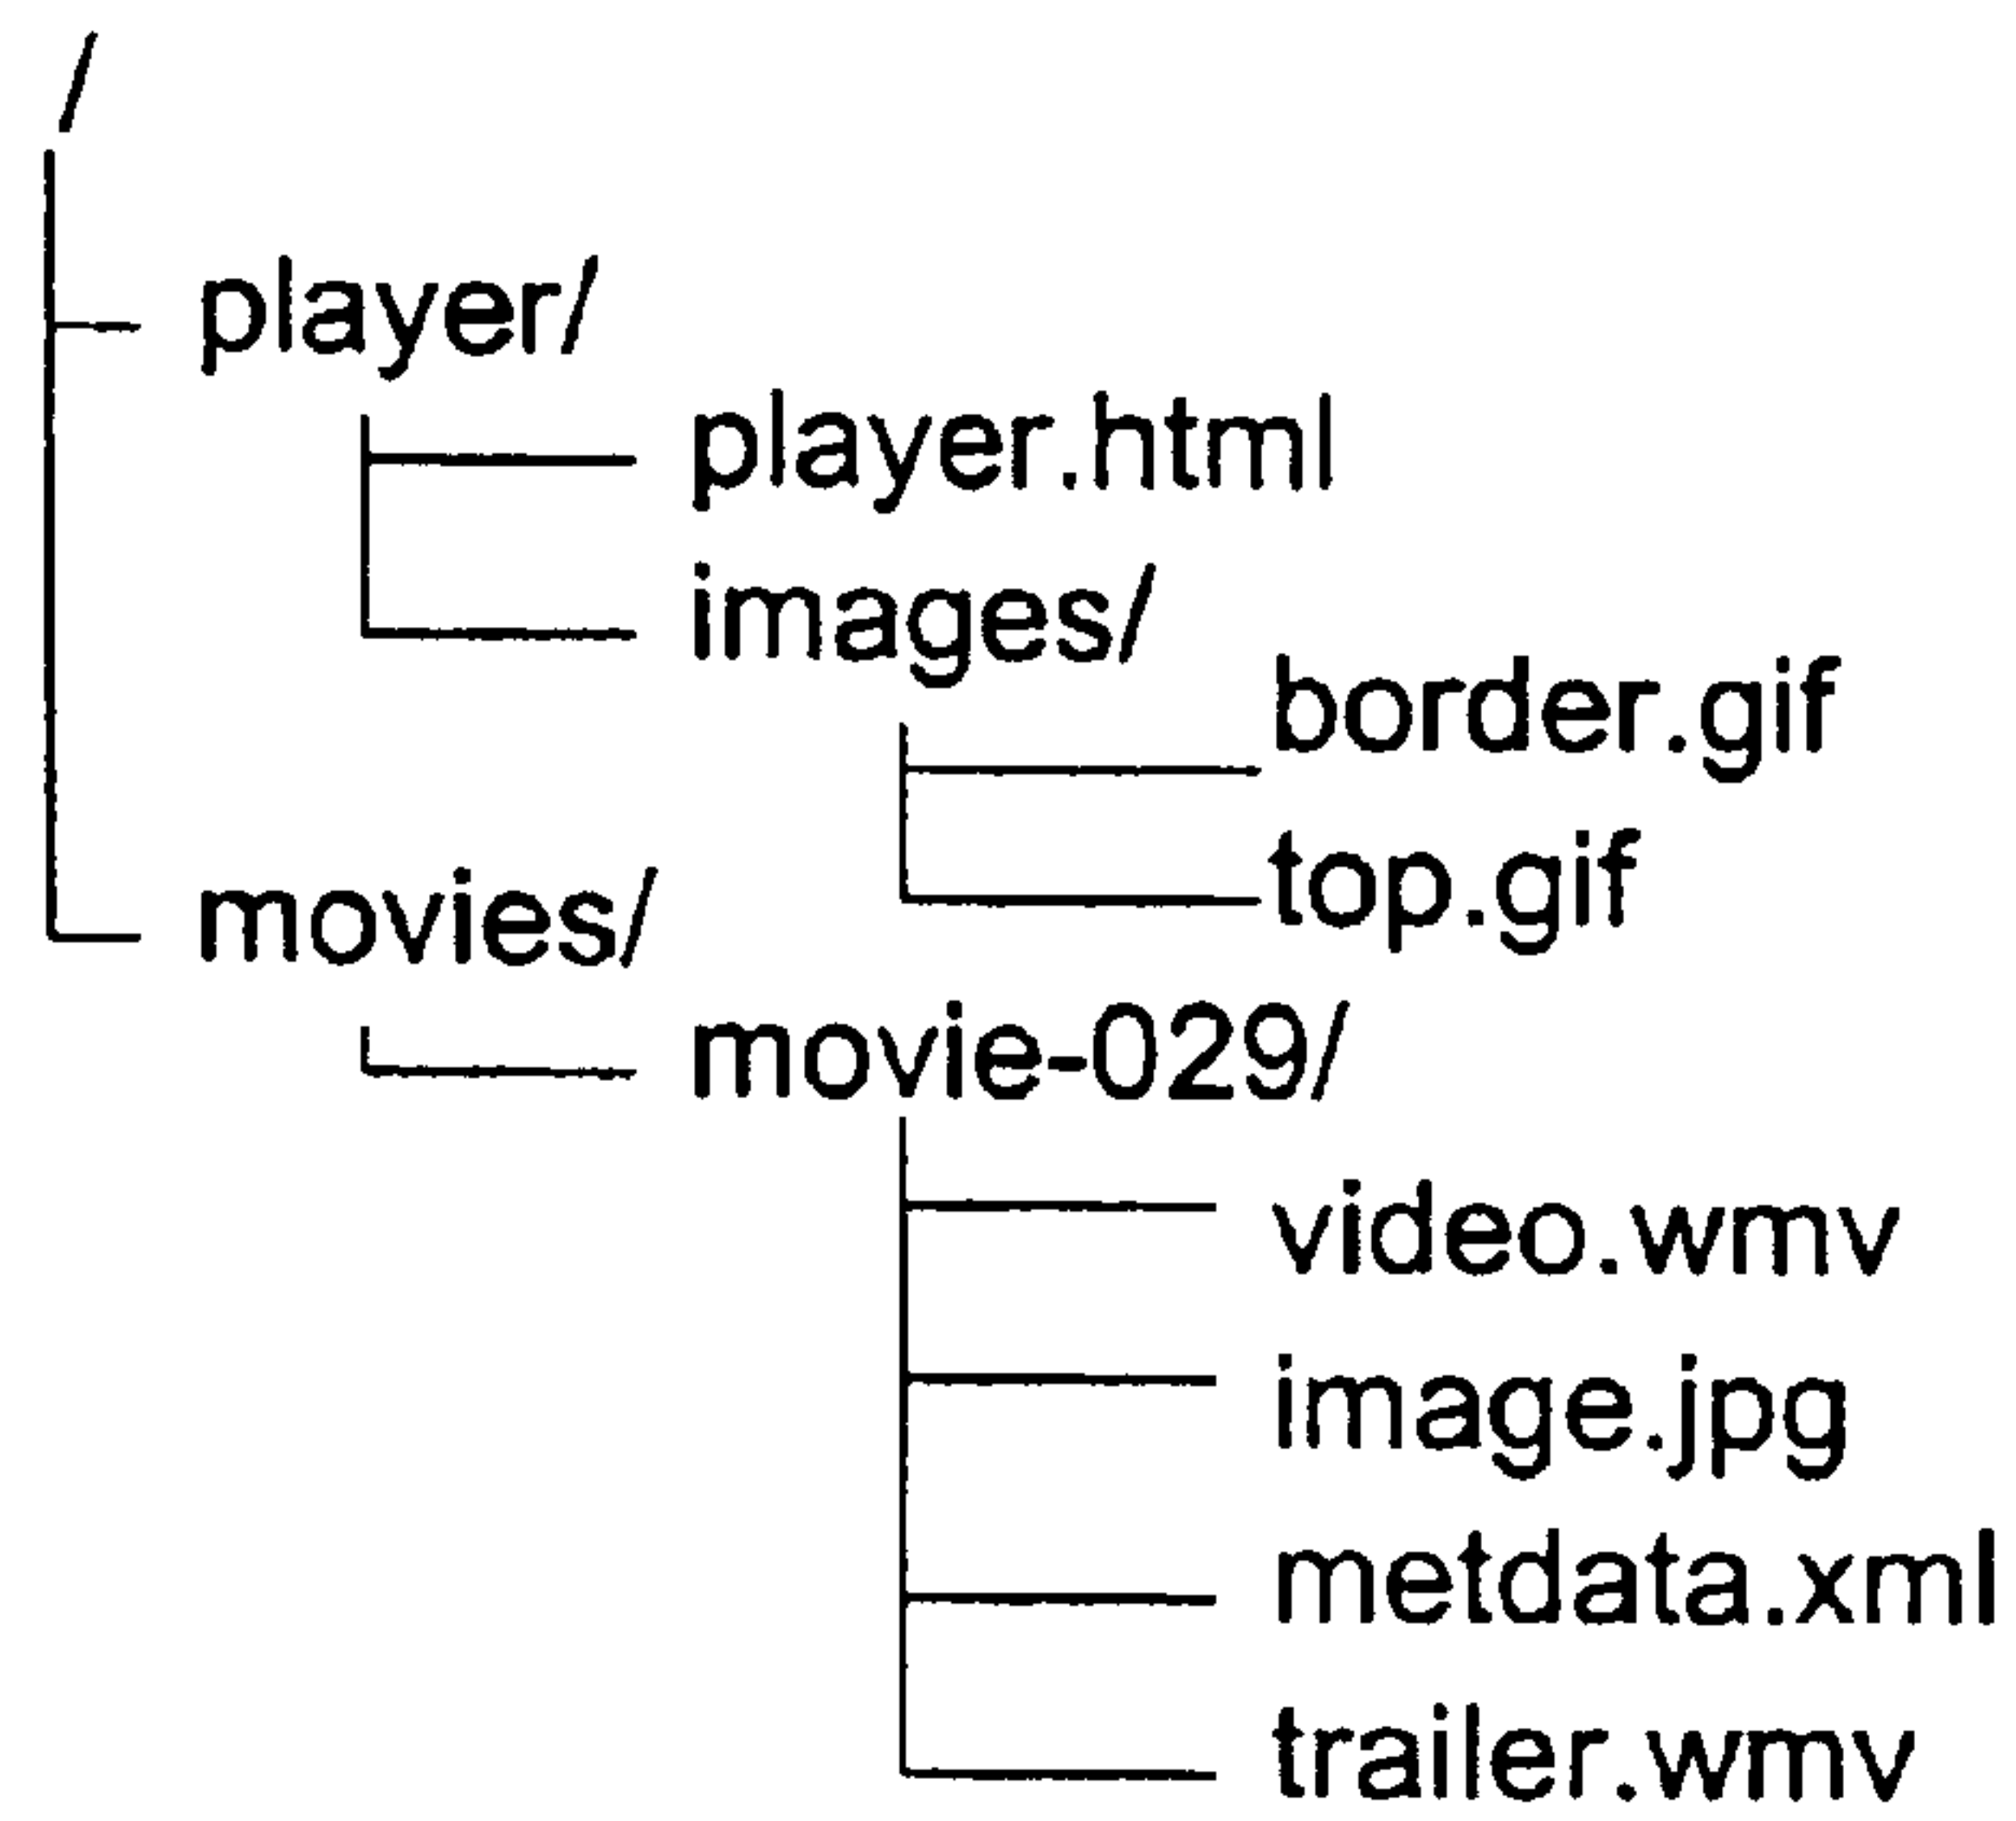 /
player/
player.html
images/
border.gif
top.gif
movies/
movie-029/
video.wmv
image.jpg
metdata.xml
trailer.wmv